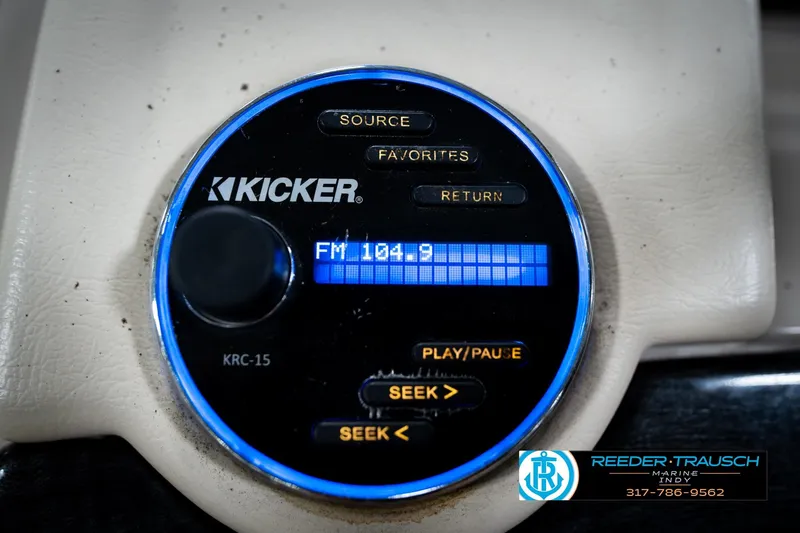 SOURCE
FAVORITES
RETURN
KICKER®
FM 104.9
KRC-15
PLAY/PAUSE
SEEK >
SEEK <
REEDER·TRAUSCH
MARINE
INDY
317-786-9562